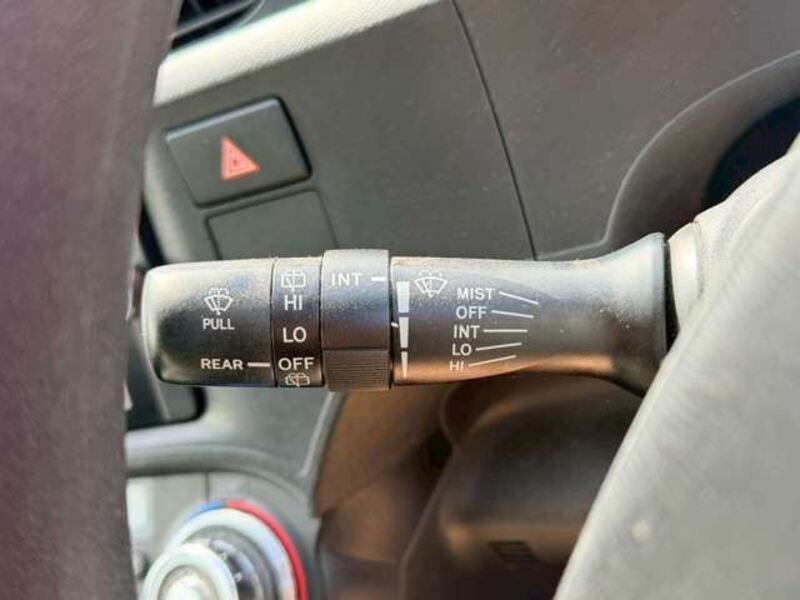 PULL
REAR
HI
LO
OFF
INT
MIST
OFF
INT
LO
HI